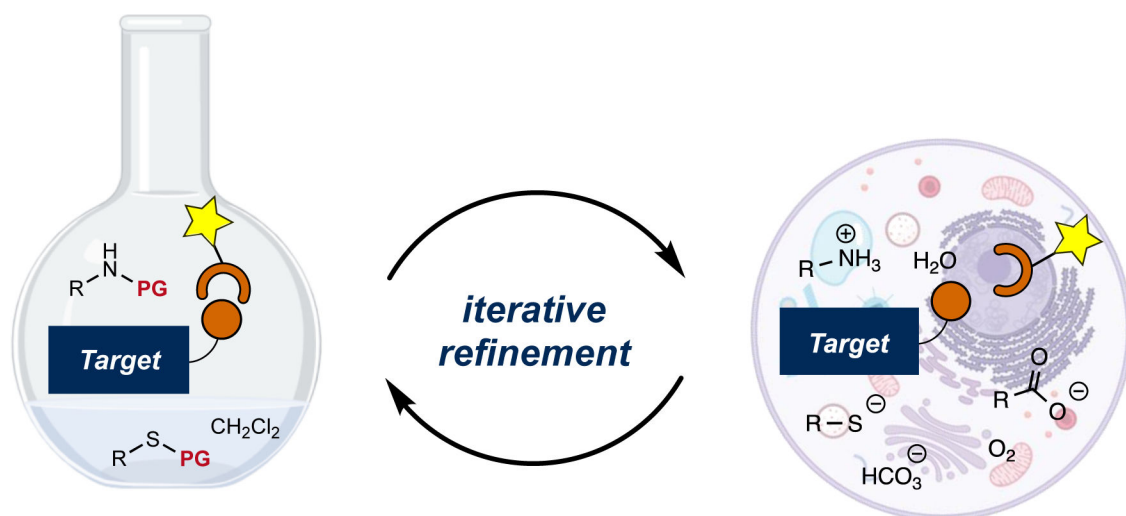 H
R N PG
Target
S
R PG
CH₂Cl₂
iterative
refinement
⊕
R NH₃
H₂O
Target
O
R O ⊖
R–S ⊖
O₂
HCO₃ ⊖